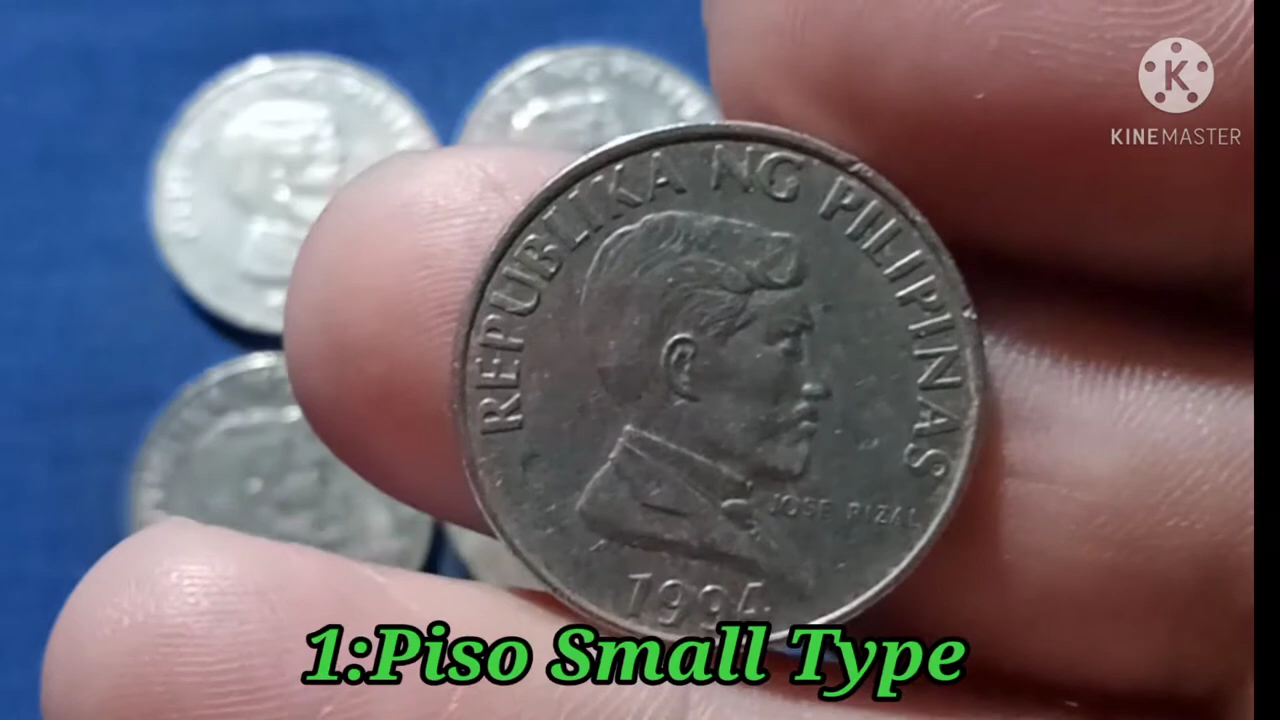 KINEMASTER
REPUBLIKA NG PILIPINAS
JOSE RIZAL
1994
1:Piso Small Type